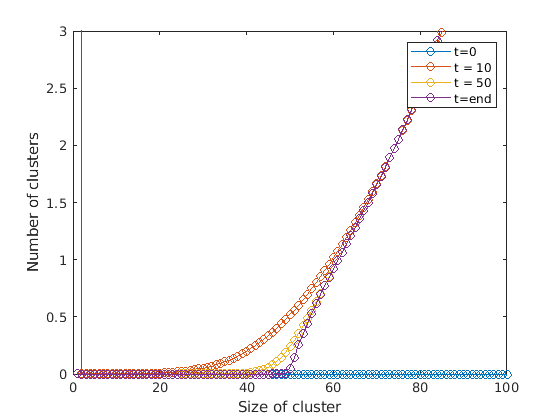 3
2.5
2
1.5
1
0.5
0
0
20
40
60
80
100
Number of clusters
Size of cluster
t=0
t = 10
t = 50
t=end